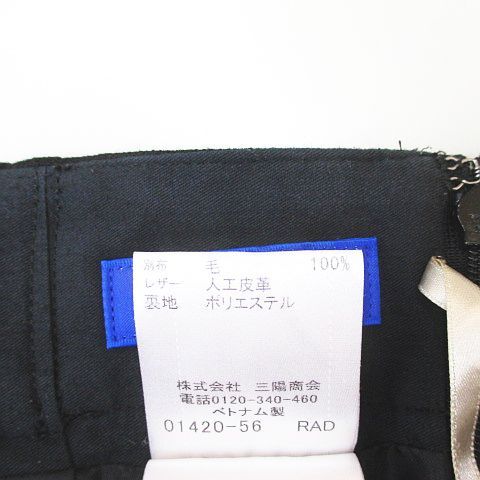 別布 毛 100%
レザー 人工皮革
裏地 ポリエステル
株式会社 三陽商会
電話0120-340-460
ベトナム製
01420-56 RAD